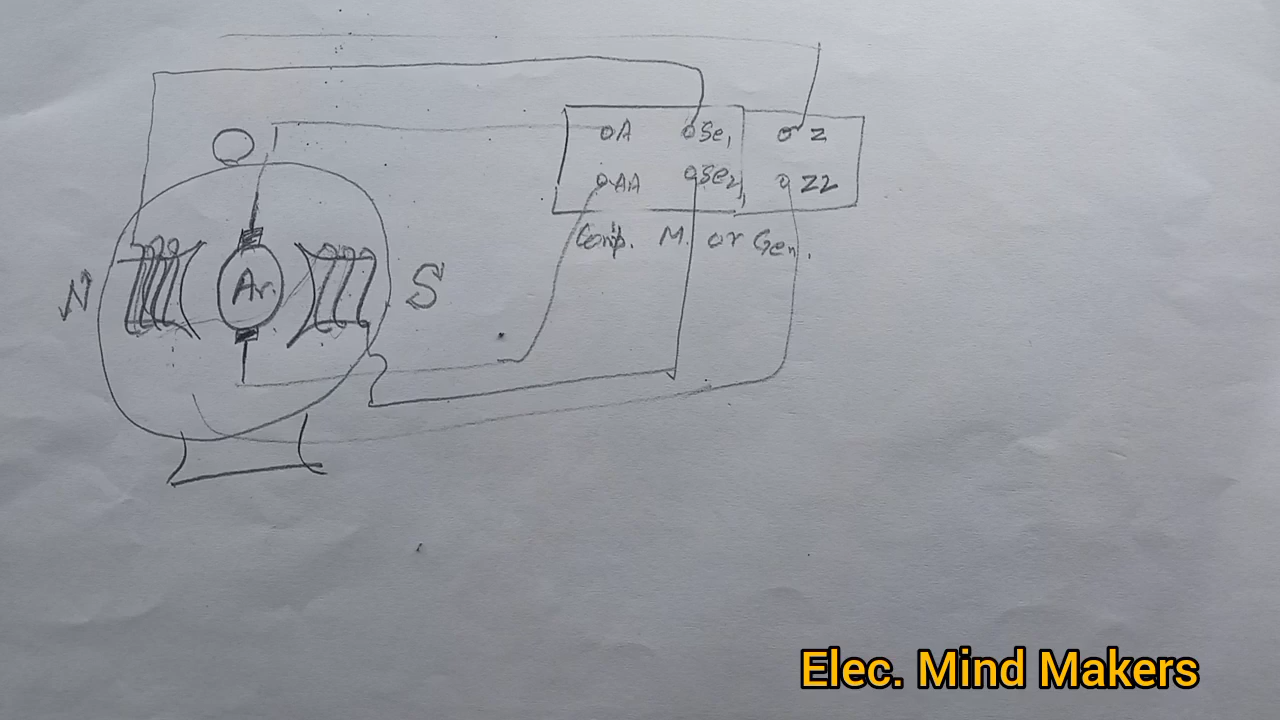 A Se1 Z
AA Se2 Z2
Comp. M. or Gen.
N Ar. S
Elec. Mind Makers